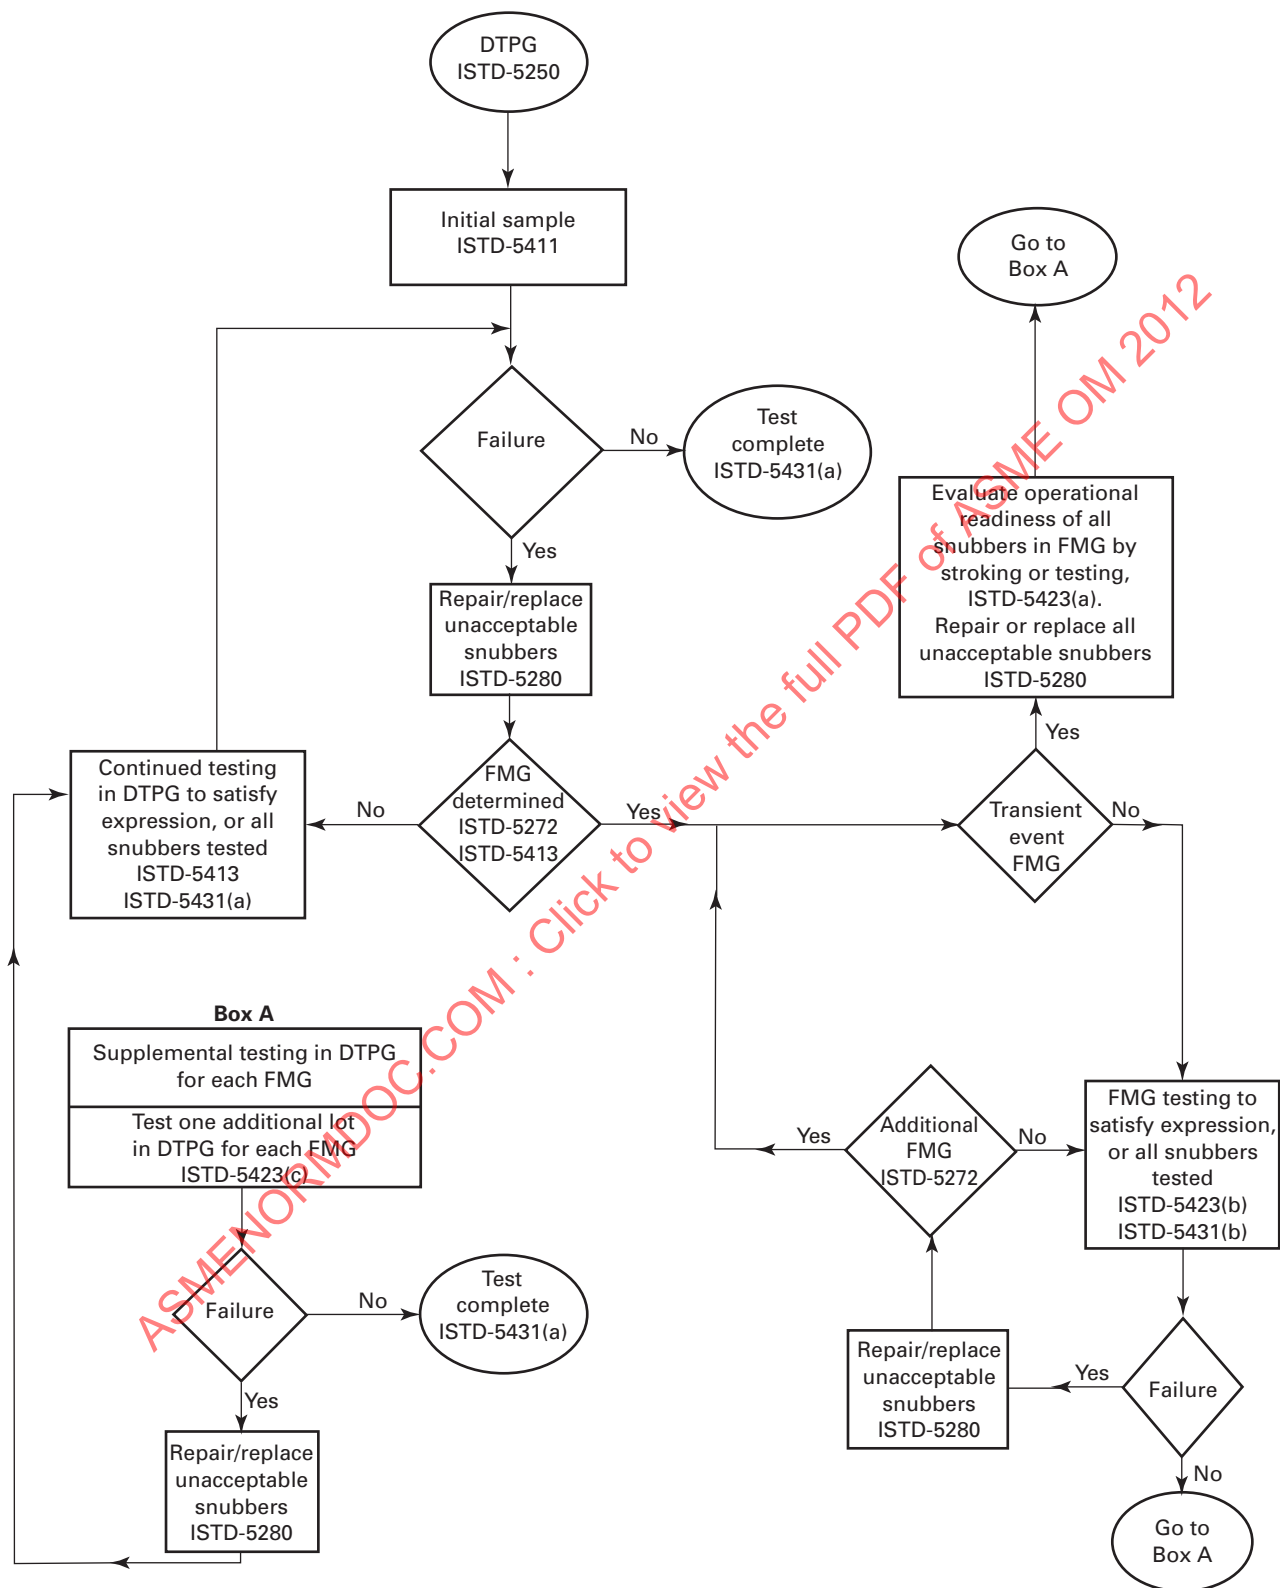 DTPG
ISTD-5250
Initial sample
ISTD-5411
Go to
Box A
Failure
No
Test
complete
ISTD-5431(a)
Yes
Repair/replace
unacceptable
snubbers
ISTD-5280
Evaluate operational
readiness of all
snubbers in FMG by
stroking or testing,
ISTD-5423(a).
Repair or replace all
unacceptable snubbers
ISTD-5280
Yes
Continued testing
in DTPG to satisfy
expression, or all
snubbers tested
ISTD-5413
ISTD-5431(a)
No
FMG
determined
ISTD-5272
ISTD-5413
Yes
Transient
event
FMG
No
Box A
Supplemental testing in DTPG
for each FMG
Test one additional lot
in DTPG for each FMG
ISTD-5423(c)
Failure
No
Test
complete
ISTD-5431(a)
Yes
Repair/replace
unacceptable
snubbers
ISTD-5280
Yes
Additional
FMG
ISTD-5272
No
FMG testing to
satisfy expression,
or all snubbers
tested
ISTD-5423(b)
ISTD-5431(b)
Repair/replace
unacceptable
snubbers
ISTD-5280
Yes
Failure
No
Go to
Box A
ASMENORMDOC.COM : Click to view the full PDF of ASME OM 2012